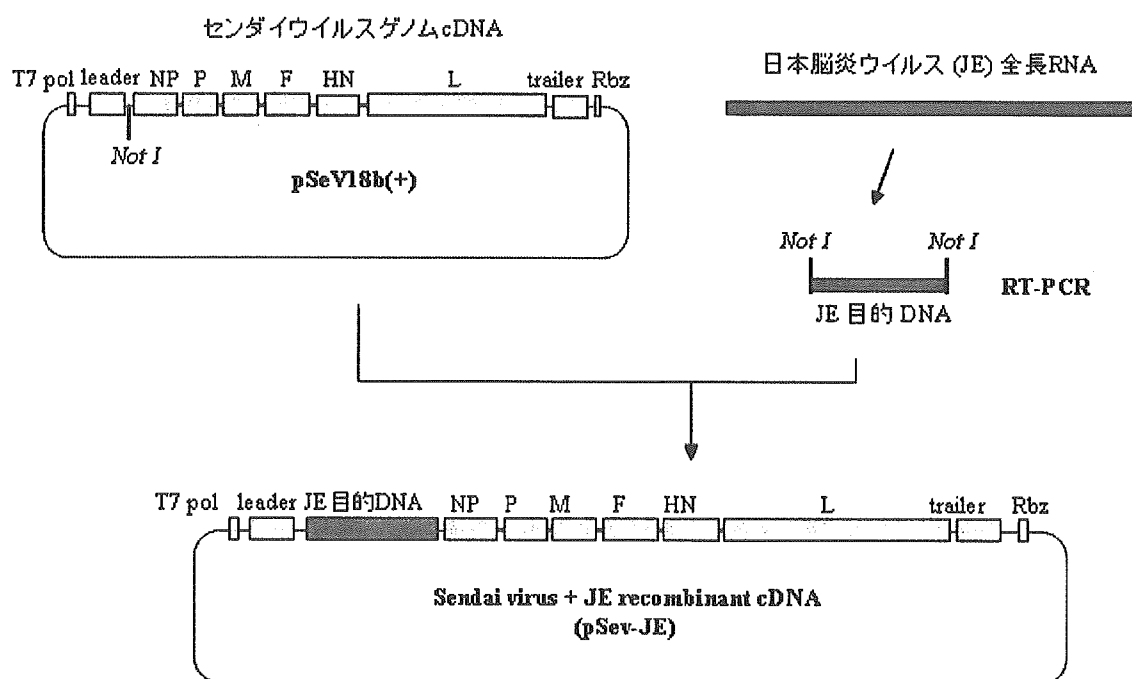 センダイウイルスゲノムcDNA
T7 pol leader NP P M F HN L trailer Rbz
Not I
pSeV18b(+)
日本脳炎ウイルス (JE) 全長RNA
Not I Not I
RT-PCR
JE 目的 DNA
T7 pol leader JE 目的DNA NP P M F HN L trailer Rbz
Sendai virus + JE recombinant cDNA
(pSev-JE)